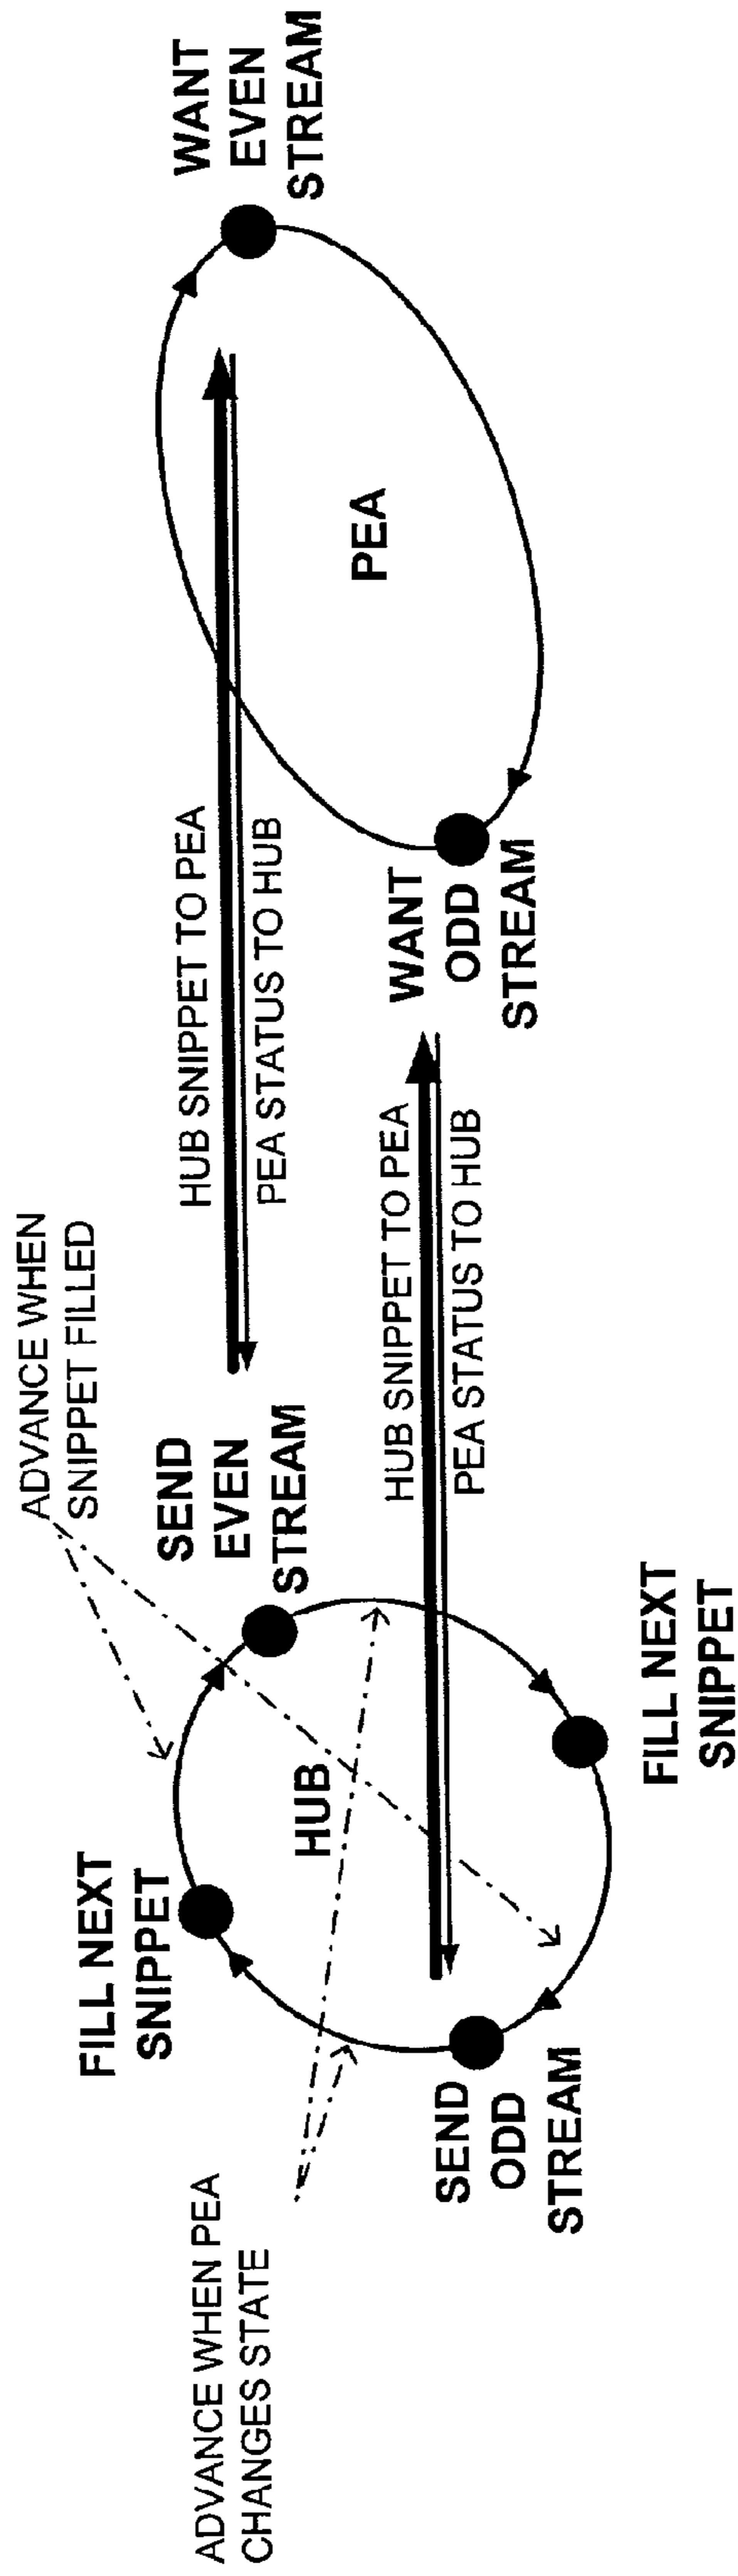 ADVANCE WHEN
SNIPPET FILLED
FILL NEXT
SNIPPET
SEND
EVEN
STREAM
HUB SNIPPET TO PEA
PEA STATUS TO HUB
WANT
EVEN
STREAM
ADVANCE WHEN PEA
CHANGES STATE
HUB
PEA
SEND
ODD
STREAM
HUB SNIPPET TO PEA
PEA STATUS TO HUB
WANT
ODD
STREAM
FILL NEXT
SNIPPET